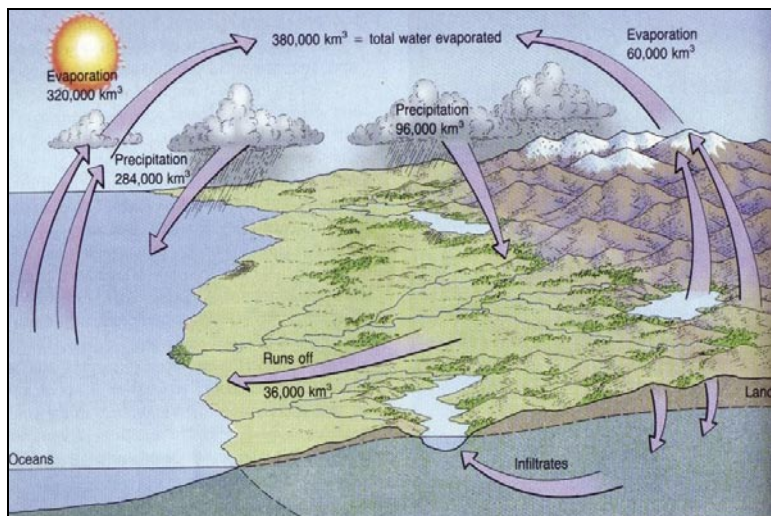 380,000 km³ = total water evaporated
Evaporation
60,000 km³
Evaporation
320,000 km³
Precipitation
96,000 km³
Precipitation
284,000 km³
Runs off
36,000 km³
Land
Oceans
Infiltrates